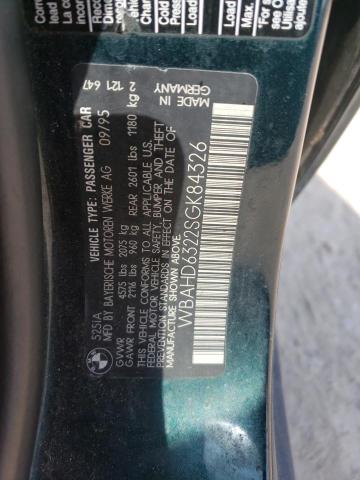 525IA
VEHICLE TYPE: PASSENGER CAR
MFD BY BAYERISCHE MOTOREN WERKE AG 09/95
GVWR 4575 lbs 2075 kg
GAWR FRONT 2116 lbs 960 kg REAR 2601 lbs 1180 kg
THIS VEHICLE CONFORMS TO ALL APPLICABLE U.S.
FEDERAL MOTOR VEHICLE SAFETY, BUMPER AND THEFT
PREVENTION STANDARDS IN EFFECT ON THE DATE OF
MANUFACTURE SHOWN ABOVE.
WBAHD6322SGK84326
2 121 647
MADE IN
GERMANY
Load
Load
Max.